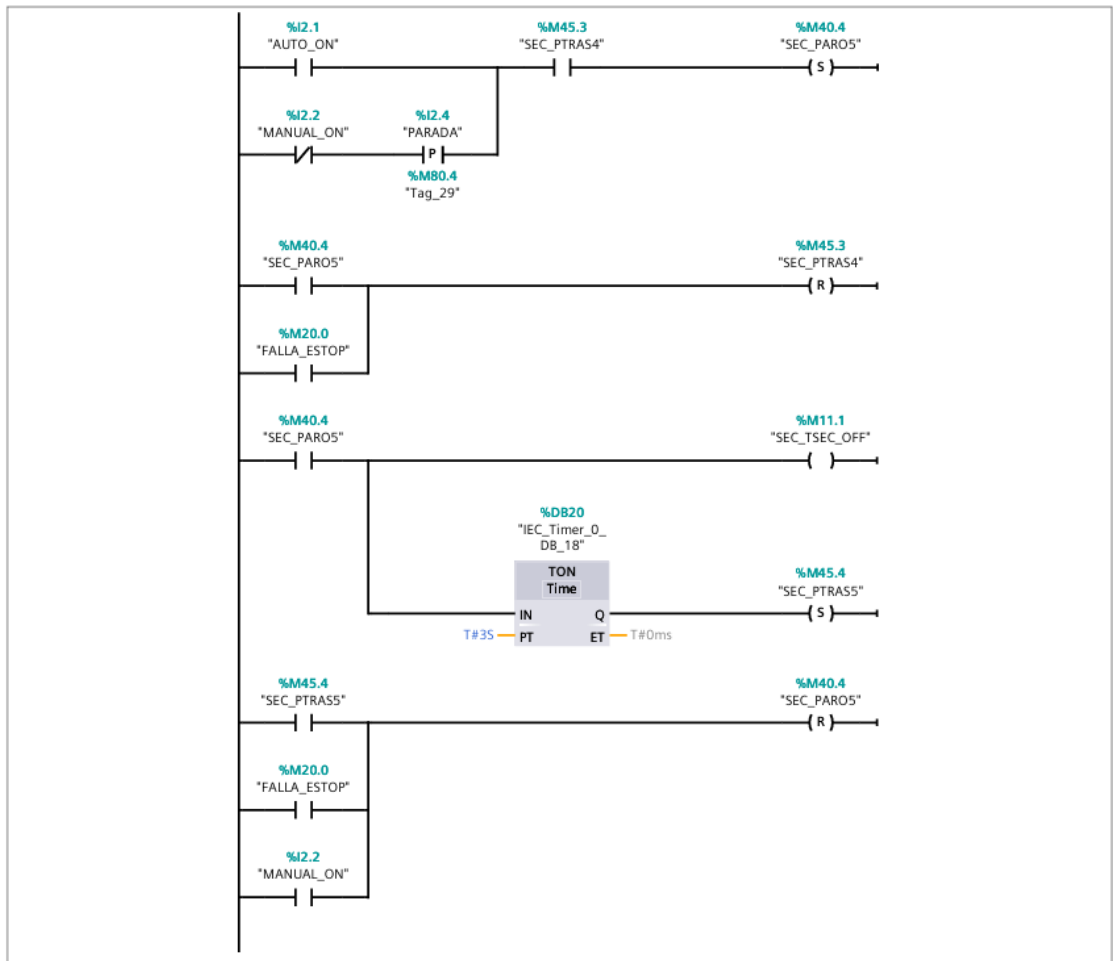 %I2.1
"AUTO_ON"
%M45.3
"SEC_PTRAS4"
%M40.4
"SEC_PARO5"
S
%I2.2
"MANUAL_ON"
%I2.4
"PARADA"
P
%M80.4
"Tag_29"
%M40.4
"SEC_PARO5"
%M45.3
"SEC_PTRAS4"
R
%M20.0
"FALLA_ESTOP"
%M40.4
"SEC_PARO5"
%M11.1
"SEC_TSEC_OFF"
%DB20
"IEC_Timer_0_
DB_18"
TON
Time
IN
Q
T#3S
PT
ET
T#0ms
%M45.4
"SEC_PTRAS5"
S
%M45.4
"SEC_PTRAS5"
%M40.4
"SEC_PARO5"
R
%M20.0
"FALLA_ESTOP"
%I2.2
"MANUAL_ON"